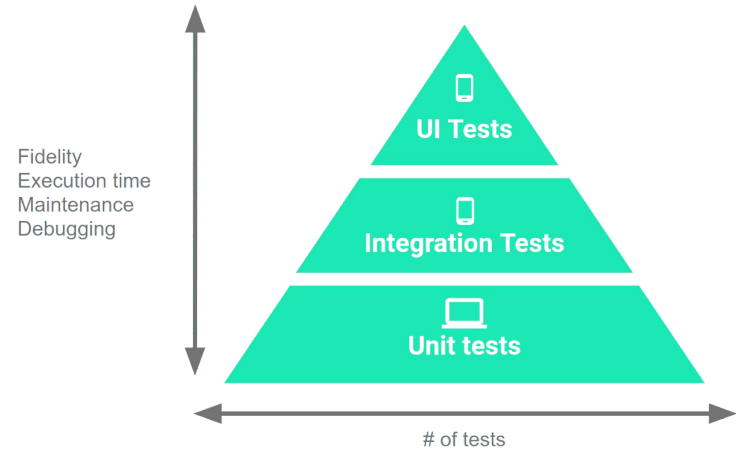 UI Tests
Fidelity
Execution time
Maintenance
Debugging
Integration Tests
Unit tests
# of tests